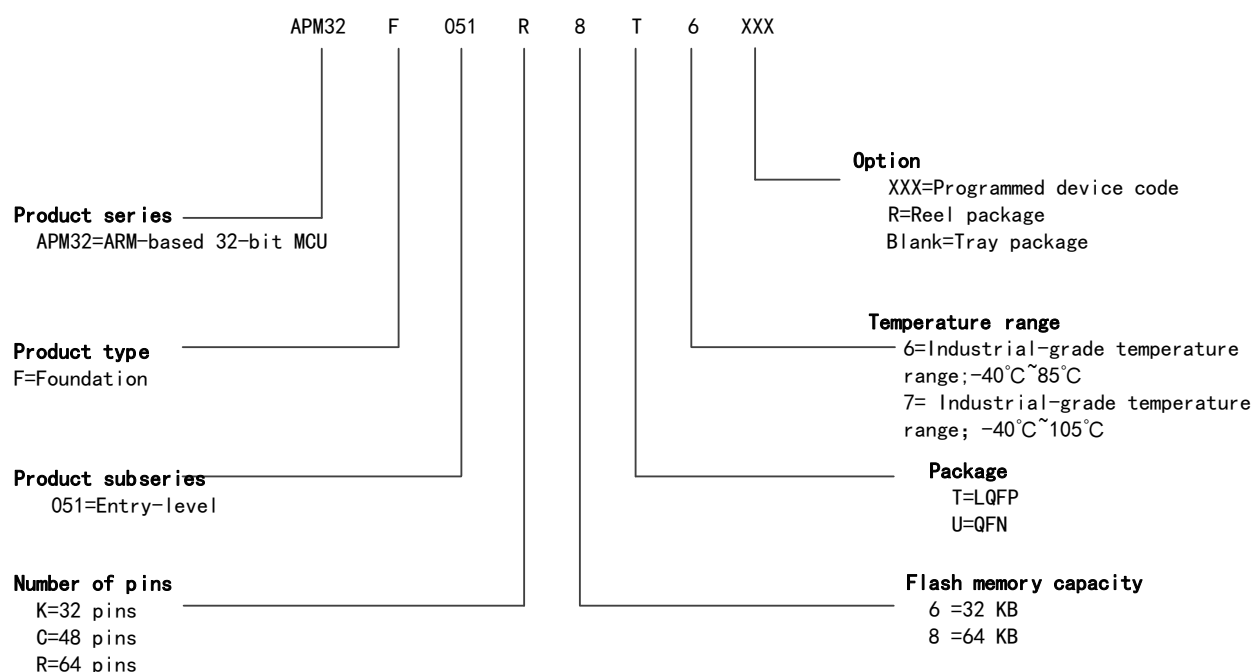 APM32 F 051 R 8 T 6 XXX
Option
XXX=Programmed device code
R=Reel package
Blank=Tray package
Product series
APM32=ARM-based 32-bit MCU
Temperature range
6=Industrial-grade temperature
range;-40℃~85℃
7= Industrial-grade temperature
range；-40℃~105℃
Product type
F=Foundation
Product subseries
051=Entry-level
Package
T=LQFP
U=QFN
Number of pins
K=32 pins
C=48 pins
R=64 pins
Flash memory capacity
6 =32 KB
8 =64 KB